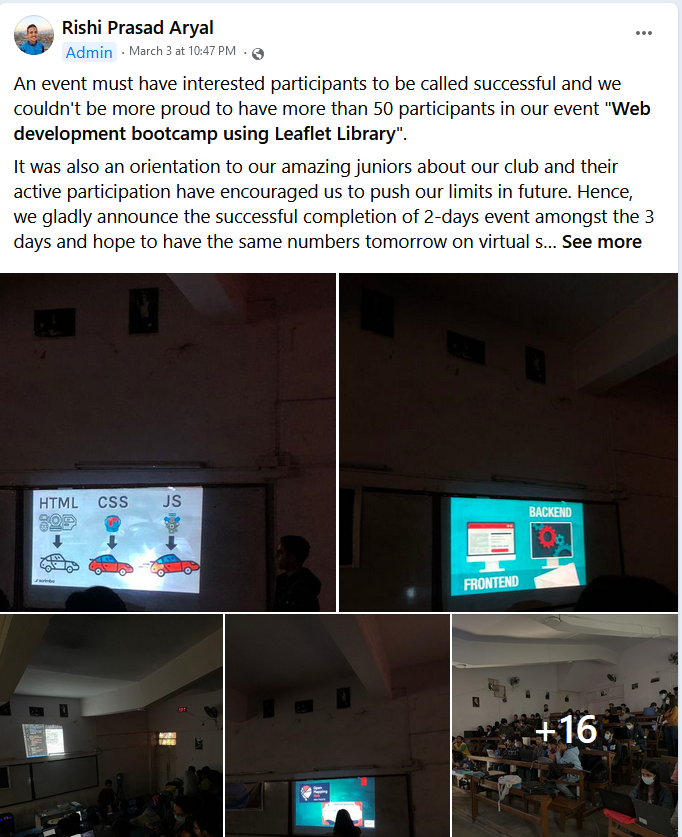 Rishi Prasad Aryal
Admin · March 3 at 10:47 PM ·
An event must have interested participants to be called successful and we
couldn't be more proud to have more than 50 participants in our event "Web
development bootcamp using Leaflet Library".
It was also an orientation to our amazing juniors about our club and their
active participation have encouraged us to push our limits in future. Hence,
we gladly announce the successful completion of 2-days event amongst the 3
days and hope to have the same numbers tomorrow on virtual s... See more
HTML CSS JS
BACKEND
FRONTEND
Open
Mapping
+16